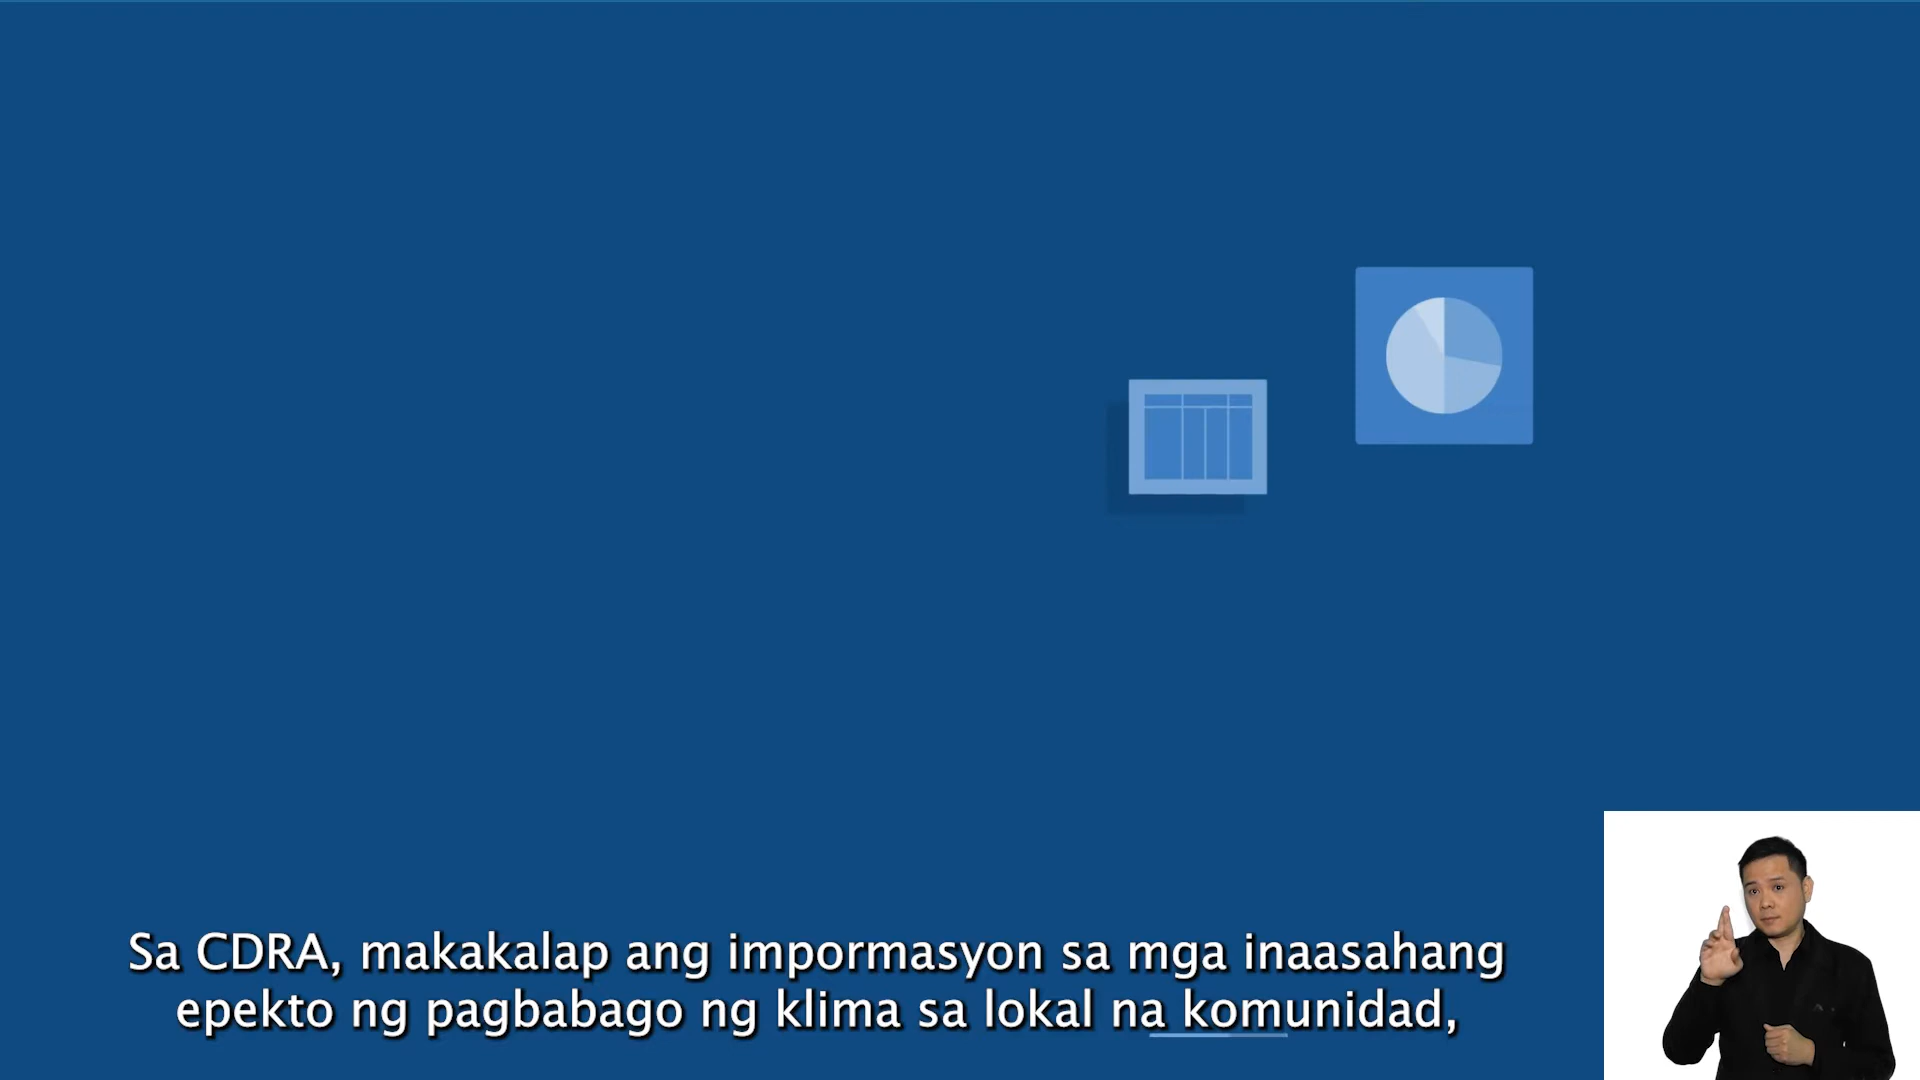 Sa CDRA, makakalap ang impormasyon sa mga inaasahang
epekto ng pagbabago ng klima sa lokal na komunidad,